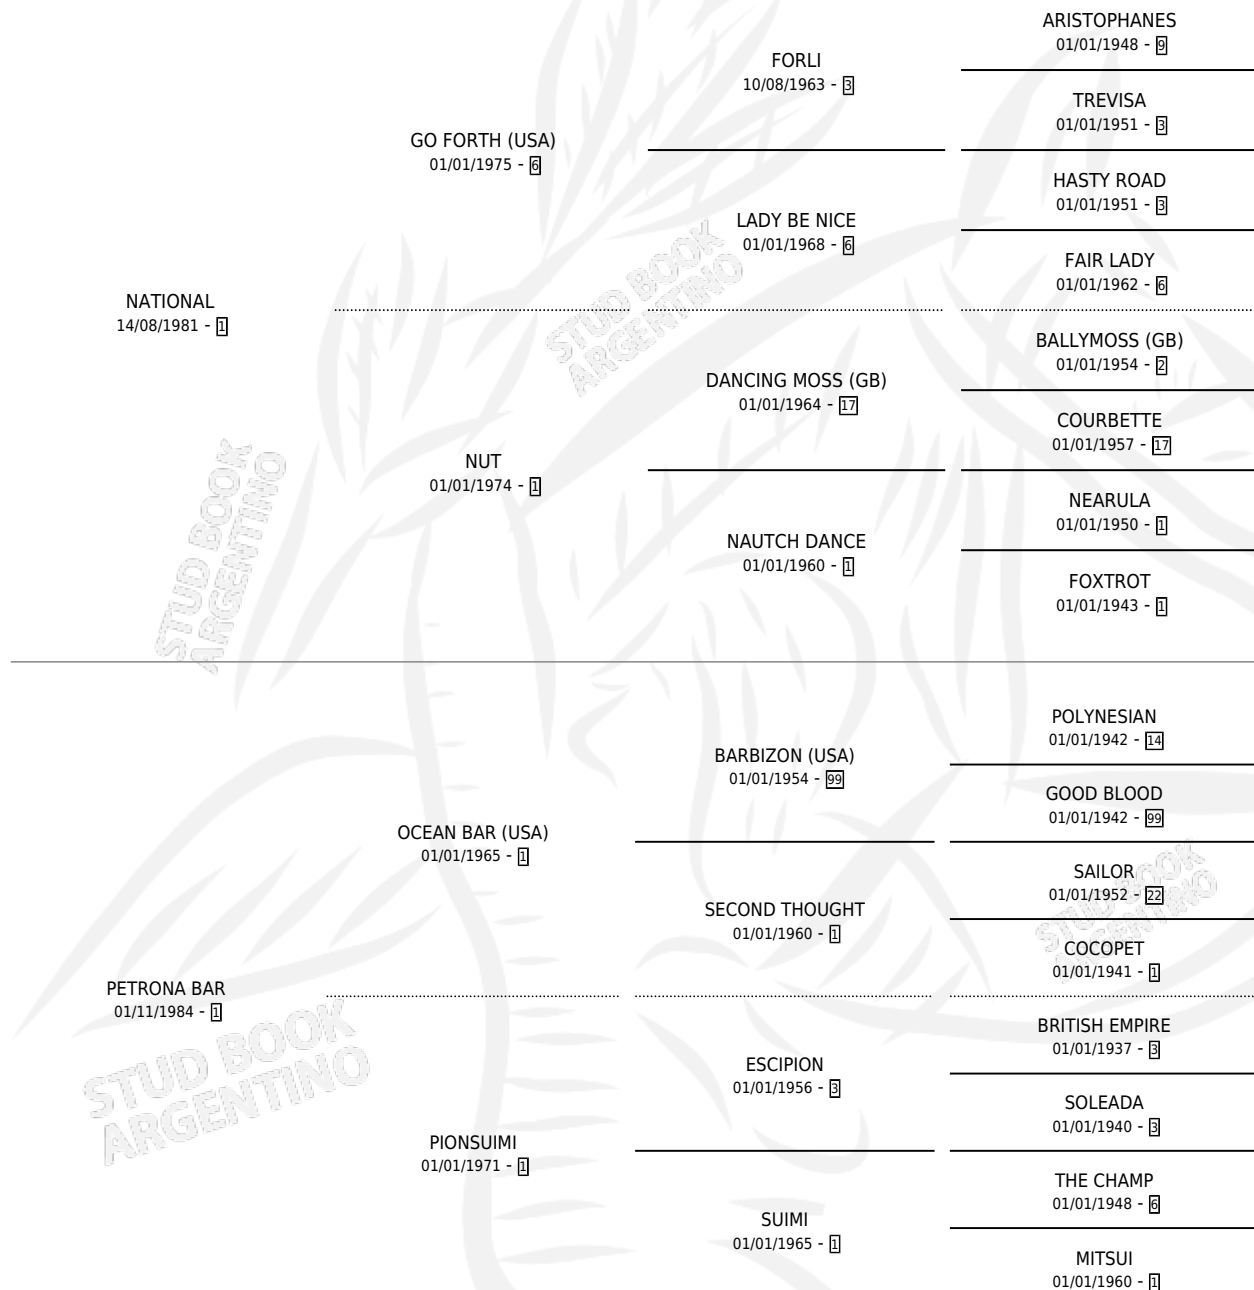 ARISTOPHANES
01/01/1948 - 9
FORLI
10/08/1963 - 3
TREVISA
01/01/1951 - 3
GO FORTH (USA)
01/01/1975 - 6
HASTY ROAD
01/01/1951 - 3
LADY BE NICE
01/01/1968 - 6
FAIR LADY
01/01/1962 - 6
NATIONAL
14/08/1981 - 1
STUD BOOK
ARGENTINO
BALLYMOSS (GB)
01/01/1954 - 2
DANCING MOSS (GB)
01/01/1964 - 17
COURBETTE
01/01/1957 - 17
NUT
01/01/1974 - 1
NEARULA
01/01/1950 - 1
NAUTCH DANCE
01/01/1960 - 1
FOXTROT
01/01/1943 - 1
STUD BOOK
ARGENTINO
POLYNESIAN
01/01/1942 - 14
BARBIZON (USA)
01/01/1954 - 99
GOOD BLOOD
01/01/1942 - 99
OCEAN BAR (USA)
01/01/1965 - 1
SAILOR
01/01/1952 - 22
SECOND THOUGHT
01/01/1960 - 1
STUD BOOK
ARGENTINO
COCOPET
01/01/1941 - 1
PETRONA BAR
01/11/1984 - 1
BRITISH EMPIRE
01/01/1937 - 3
ESCIPION
01/01/1956 - 3
STUD BOOK
ARGENTINO
SOLEADA
01/01/1940 - 3
PIONSUIMI
01/01/1971 - 1
THE CHAMP
01/01/1948 - 6
SUIMI
01/01/1965 - 1
MITSUI
01/01/1960 - 1